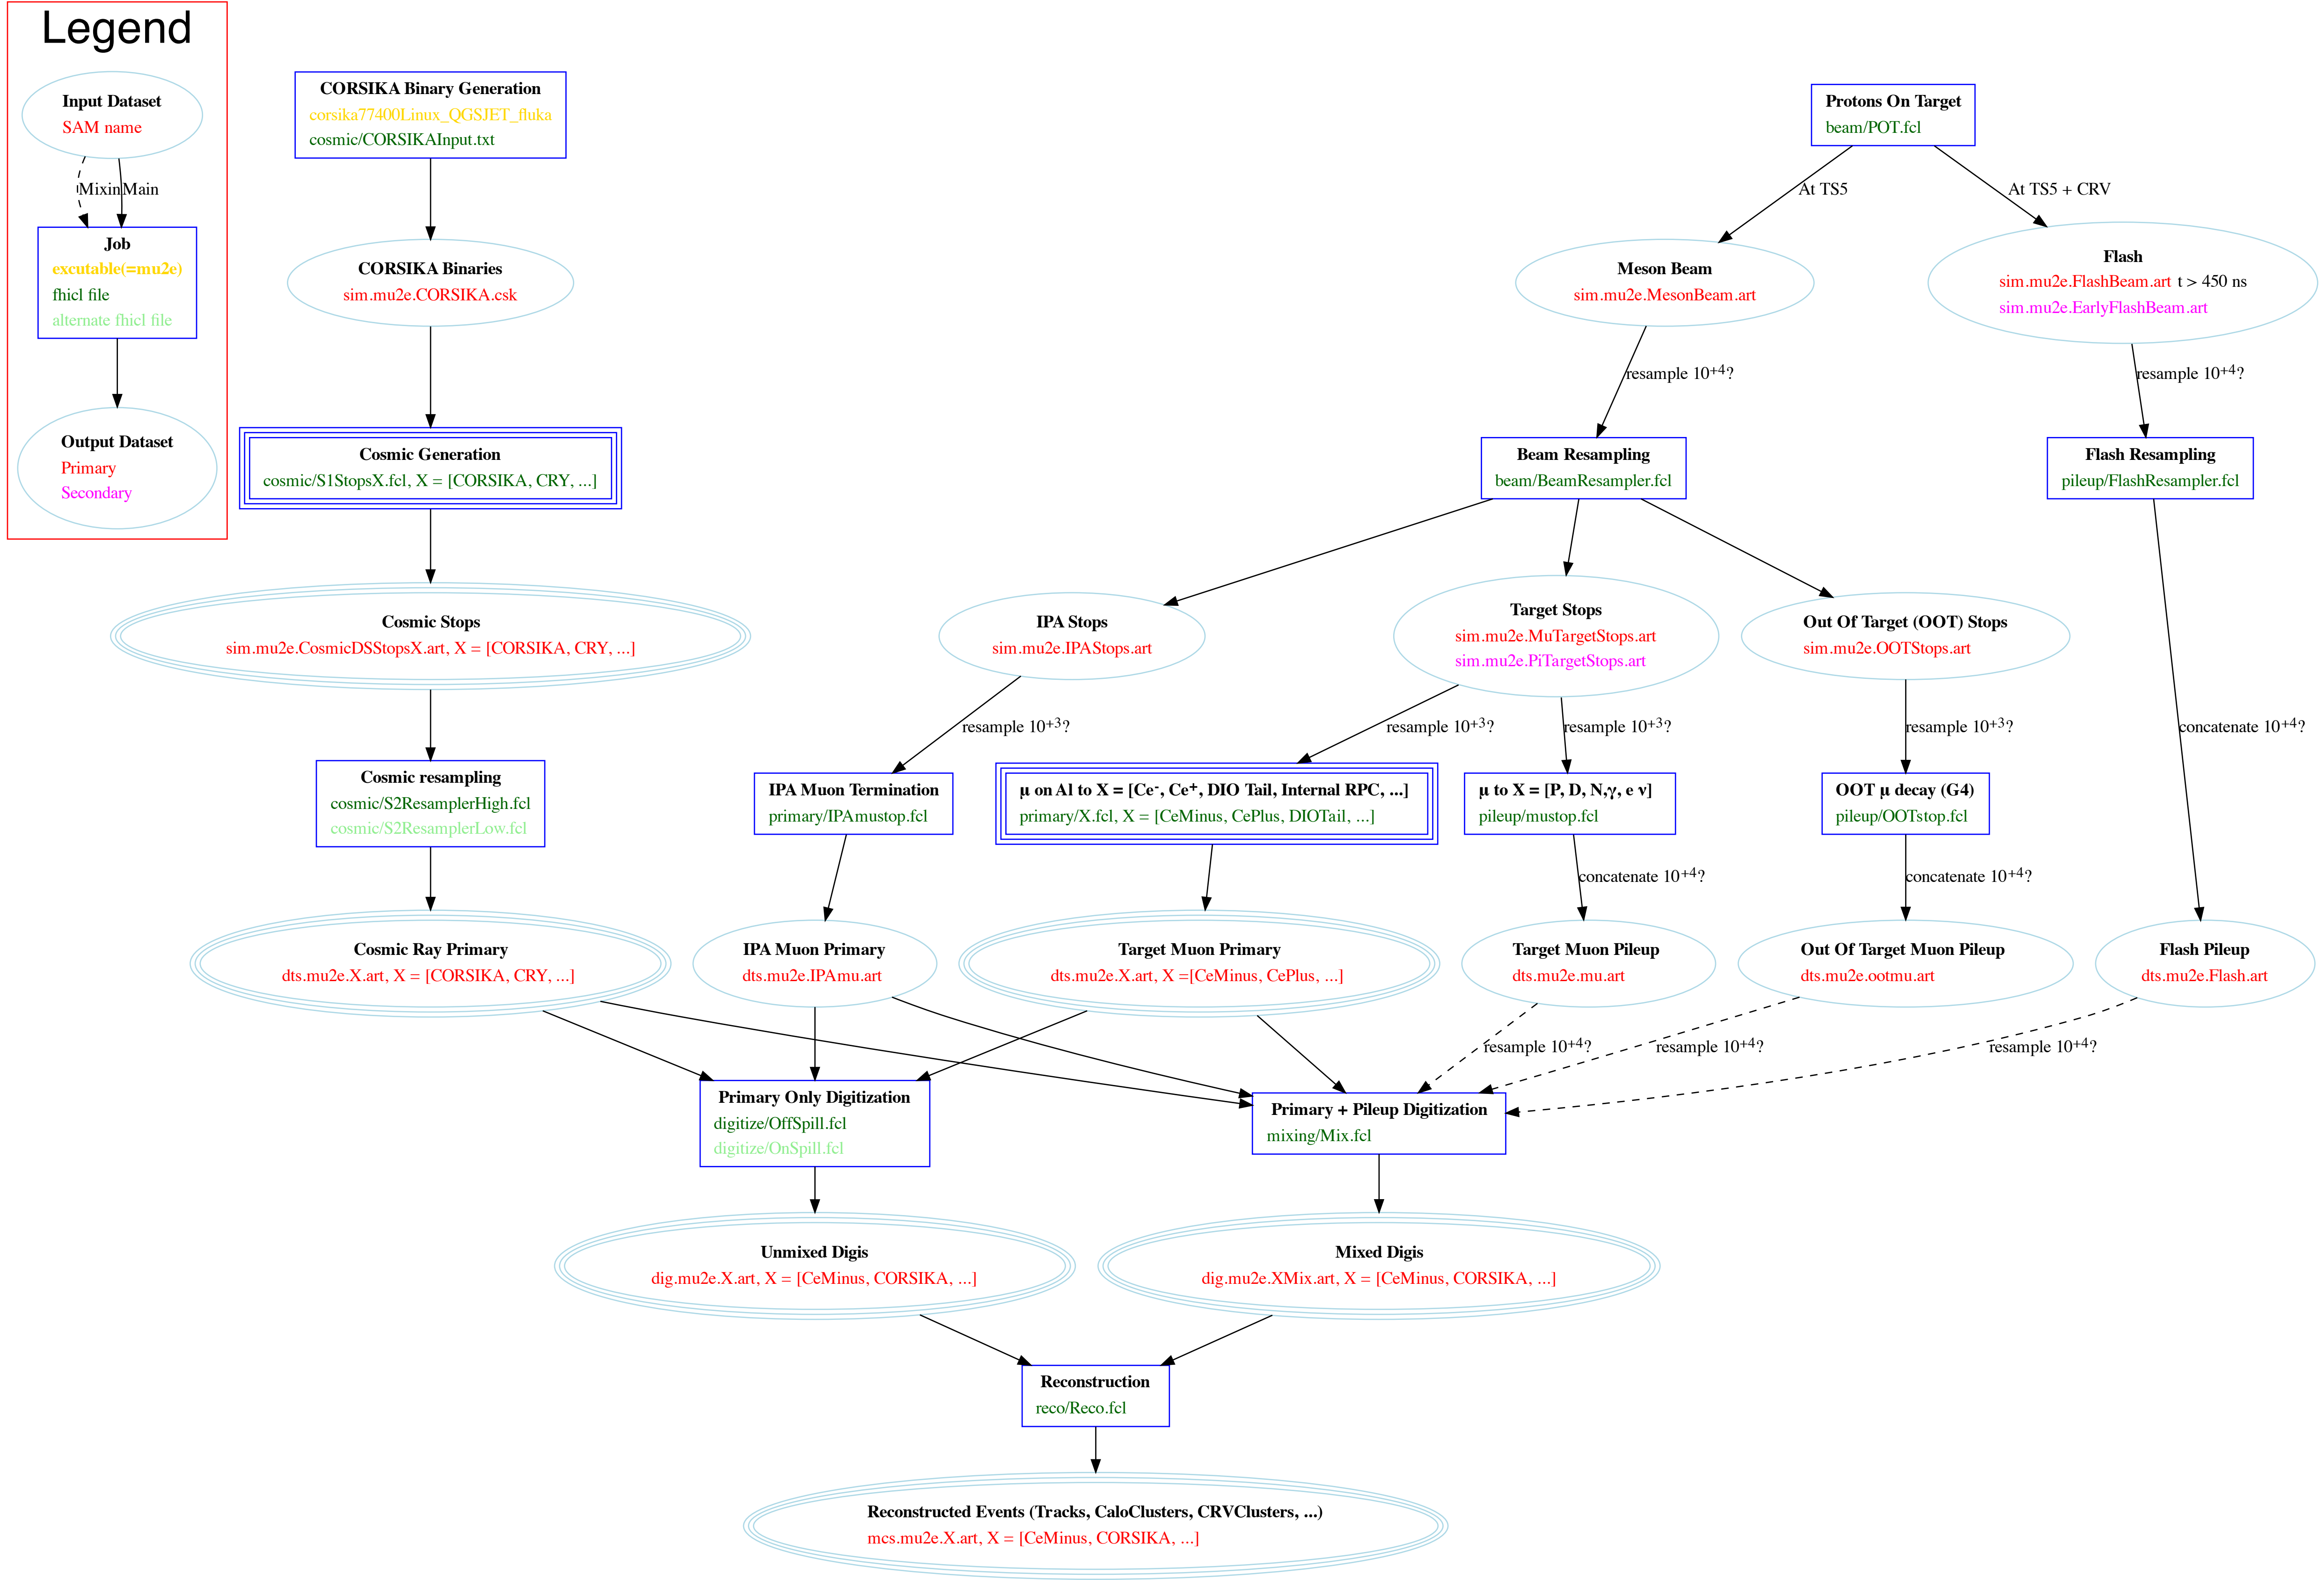 Legend
Input Dataset
SAM name
Mixin
Main
Job
excutable(=mu2e)
fhicl file
alternate fhicl file
Output Dataset
Primary
Secondary
CORSIKA Binary Generation
corsika77400Linux_QGSJET_fluka
cosmic/CORSIKAInput.txt
CORSIKA Binaries
sim.mu2e.CORSIKA.csk
Cosmic Generation
cosmic/S1StopsX.fcl, X = [CORSIKA, CRY, ...]
Cosmic Stops
sim.mu2e.CosmicDSStopsX.art, X = [CORSIKA, CRY, ...]
Cosmic resampling
cosmic/S2ResamplerHigh.fcl
cosmic/S2ResamplerLow.fcl
Cosmic Ray Primary
dts.mu2e.X.art, X = [CORSIKA, CRY, ...]
Protons On Target
beam/POT.fcl
At TS5
At TS5 + CRV
Meson Beam
sim.mu2e.MesonBeam.art
Flash
sim.mu2e.FlashBeam.art t > 450 ns
sim.mu2e.EarlyFlashBeam.art
resample 10+4?
resample 10+4?
Beam Resampling
beam/BeamResampler.fcl
Flash Resampling
pileup/FlashResampler.fcl
IPA Stops
sim.mu2e.IPAStops.art
Target Stops
sim.mu2e.MuTargetStops.art
sim.mu2e.PiTargetStops.art
Out Of Target (OOT) Stops
sim.mu2e.OOTStops.art
resample 10+3?
resample 10+3?
resample 10+3?
resample 10+3?
concatenate 10+4?
IPA Muon Termination
primary/IPAmustop.fcl
μ on Al to X = [Ce-, Ce+, DIO Tail, Internal RPC, ...]
primary/X.fcl, X = [CeMinus, CePlus, DIOTail, ...]
μ to X = [P, D, N,γ, e ν]
pileup/mustop.fcl
OOT μ decay (G4)
pileup/OOTstop.fcl
concatenate 10+4?
concatenate 10+4?
IPA Muon Primary
dts.mu2e.IPAmu.art
Target Muon Primary
dts.mu2e.X.art, X =[CeMinus, CePlus, ...]
Target Muon Pileup
dts.mu2e.mu.art
Out Of Target Muon Pileup
dts.mu2e.ootmu.art
Flash Pileup
dts.mu2e.Flash.art
resample 10+4?
resample 10+4?
resample 10+4?
Primary Only Digitization
digitize/OffSpill.fcl
digitize/OnSpill.fcl
Primary + Pileup Digitization
mixing/Mix.fcl
Unmixed Digis
dig.mu2e.X.art, X = [CeMinus, CORSIKA, ...]
Mixed Digis
dig.mu2e.XMix.art, X = [CeMinus, CORSIKA, ...]
Reconstruction
reco/Reco.fcl
Reconstructed Events (Tracks, CaloClusters, CRVClusters, ...)
mcs.mu2e.X.art, X = [CeMinus, CORSIKA, ...]